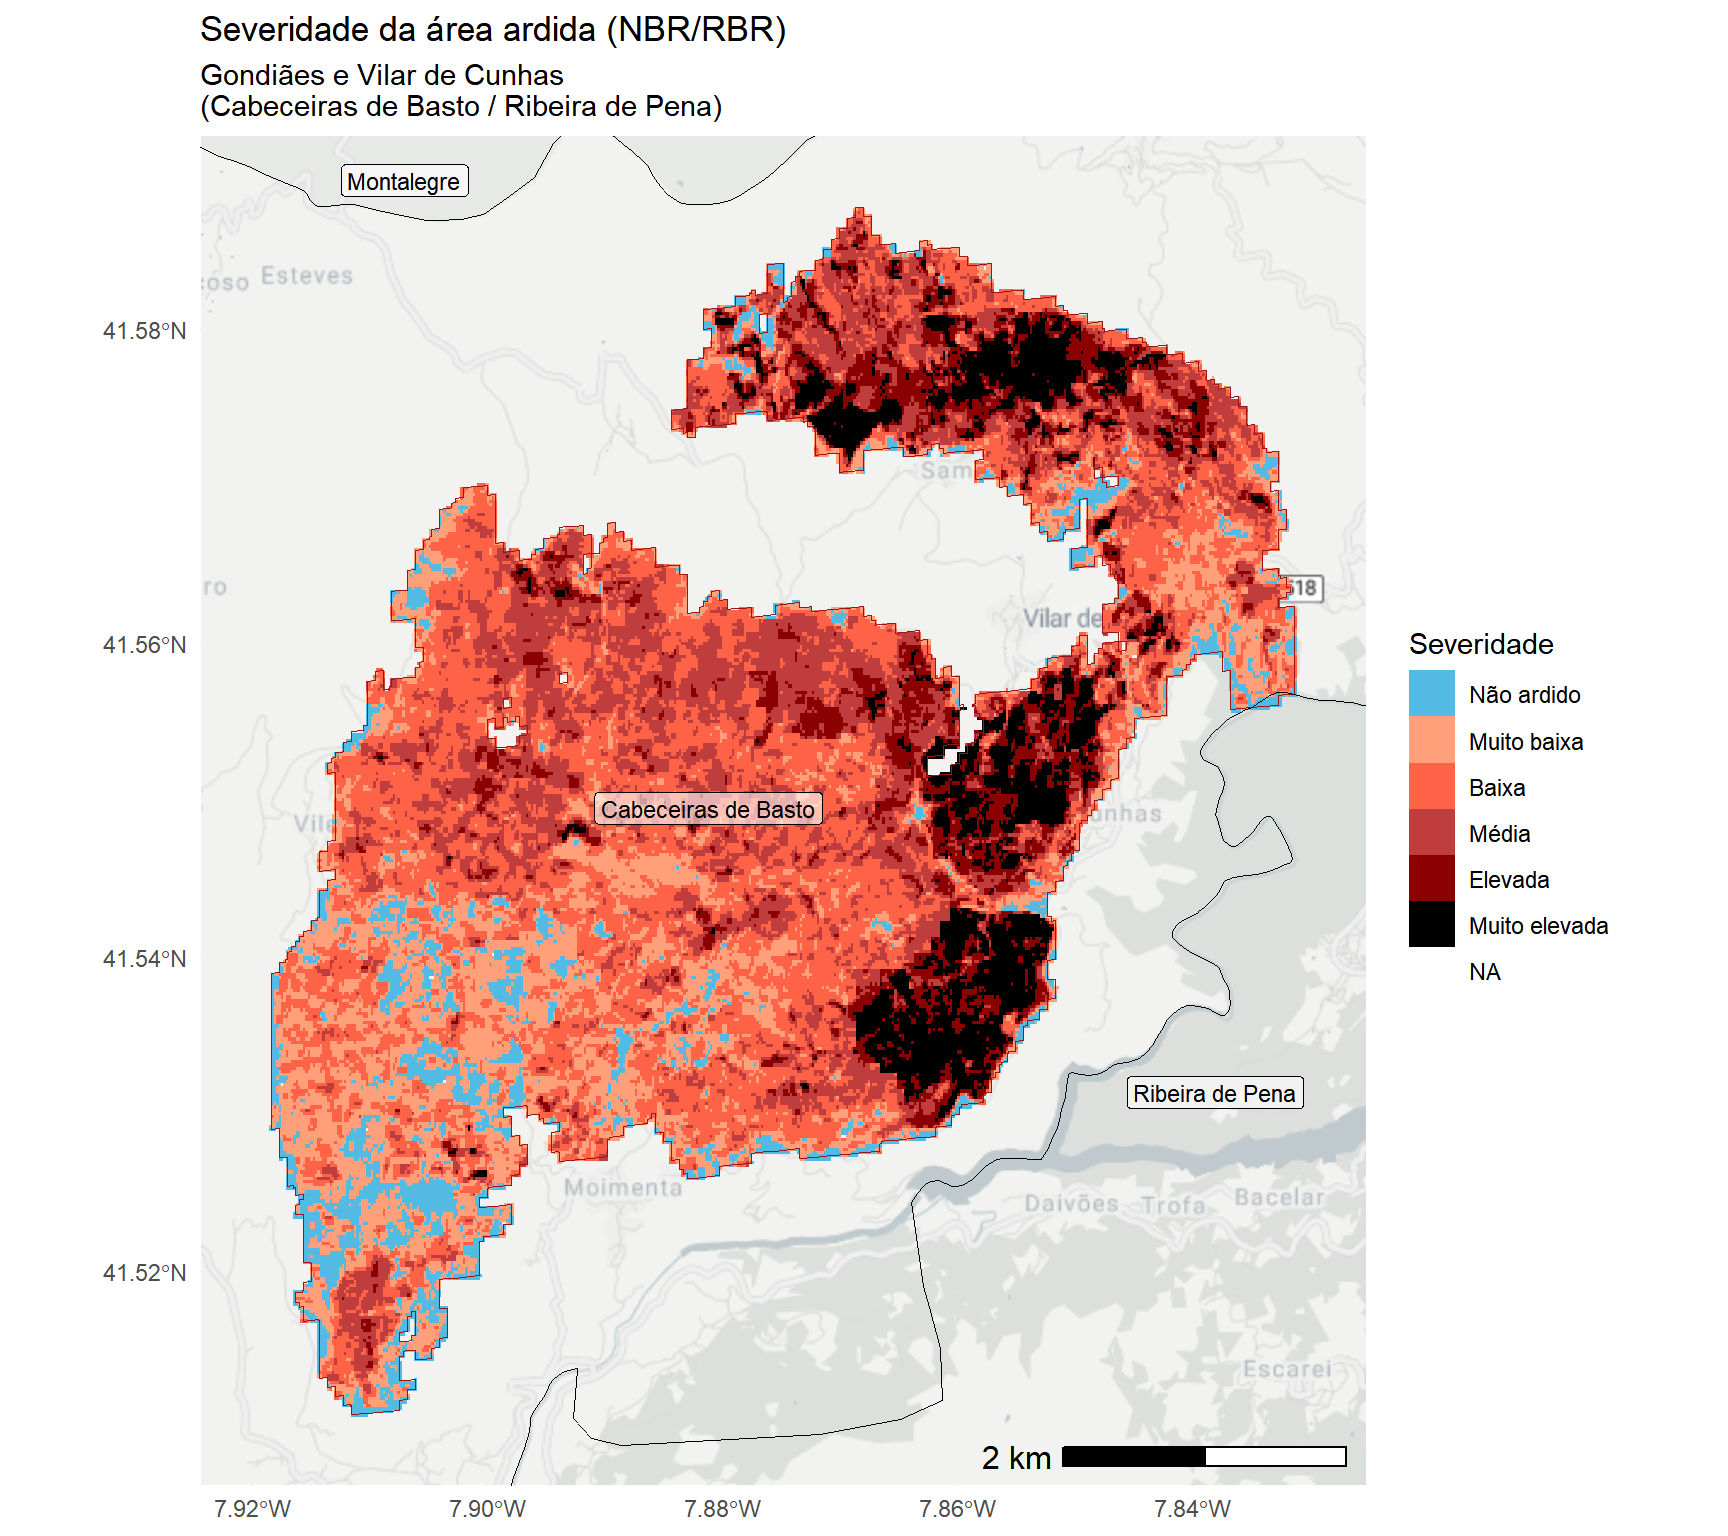 Severidade da área ardida (NBR/RBR)
Gondiães e Vilar de Cunhas
(Cabeceiras de Basto / Ribeira de Pena)
Montalegre
Esteves
41.58°N
Sam
ro
518
Vilar de
41.56°N
Severidade
Não ardido
Muito baixa
Baixa
Média
Elevada
Muito elevada
NA
Cabeceiras de Basto
41.54°N
Ribeira de Pena
Moimenta
Daivões
Trofa
Bacelar
41.52°N
Escarei
2 km
7.92°W
7.90°W
7.88°W
7.86°W
7.84°W